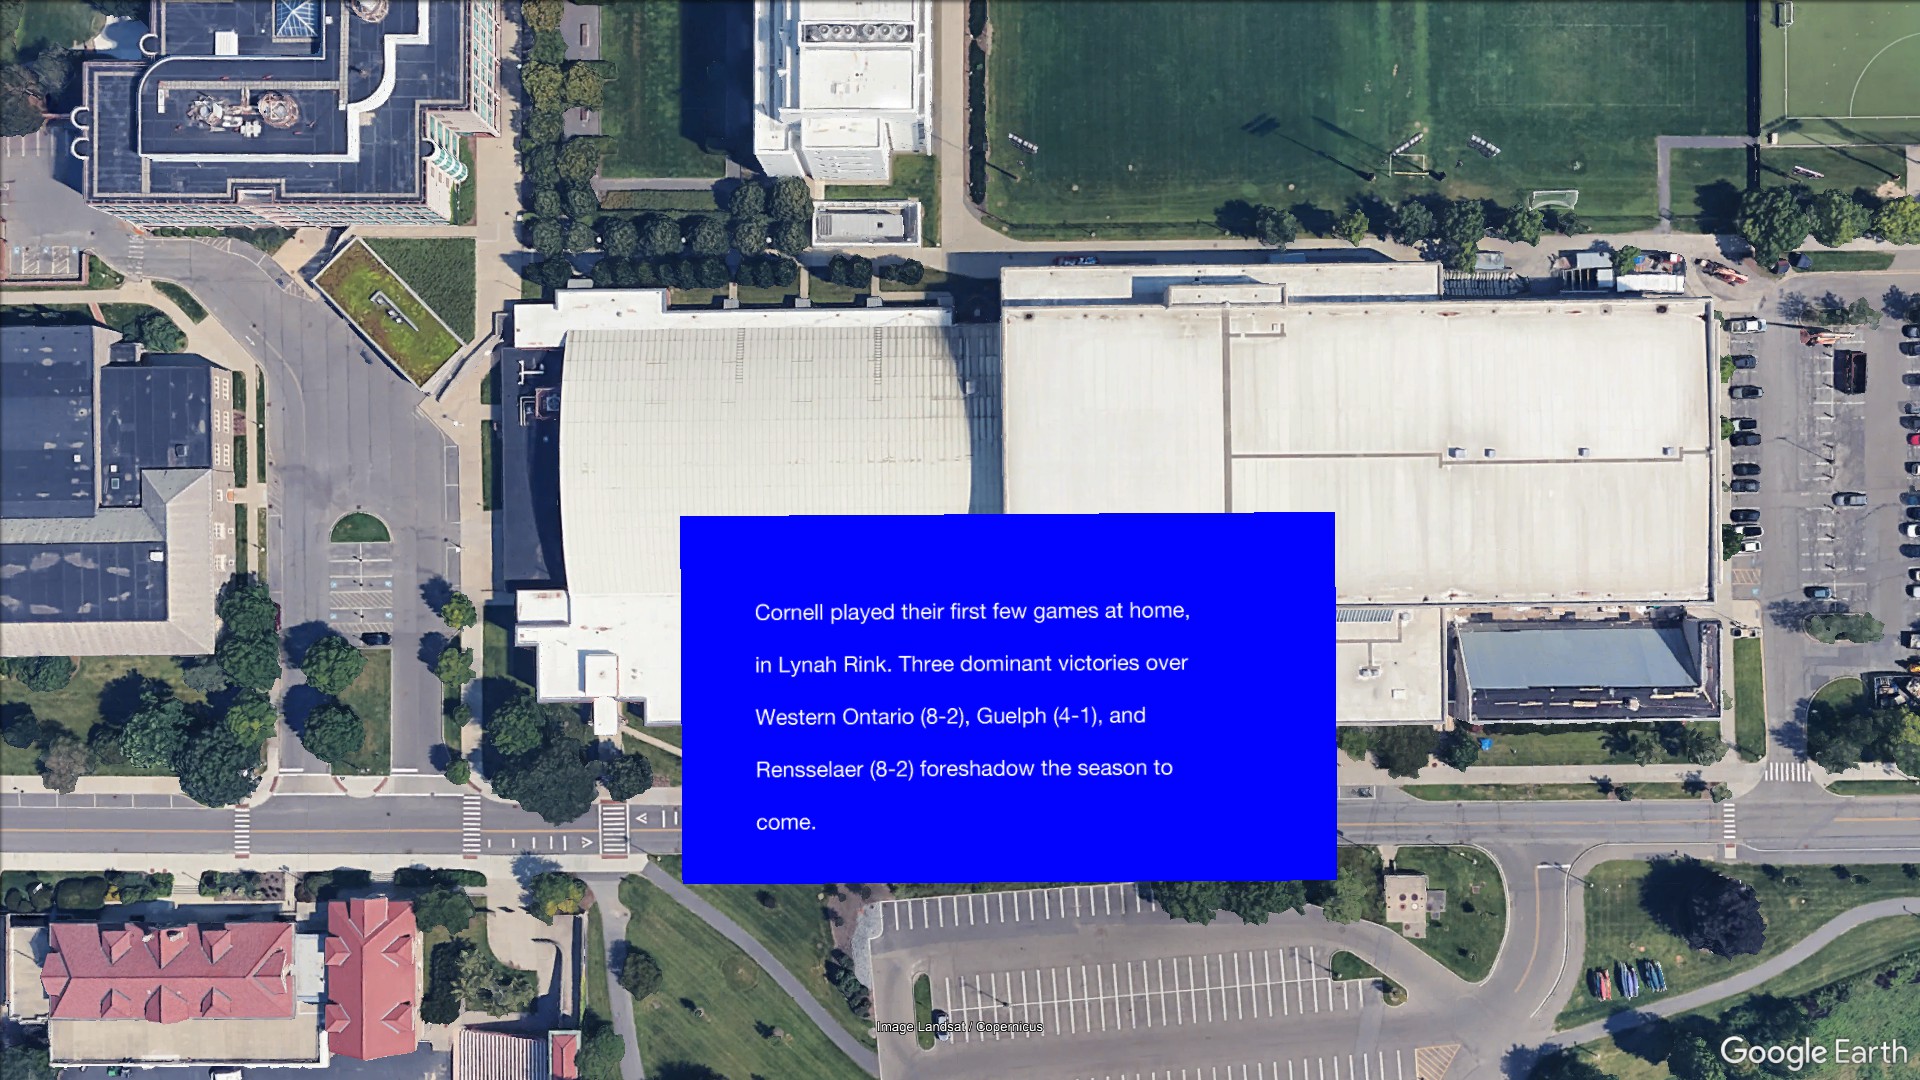 Cornell played their first few games at home,
in Lynah Rink. Three dominant victories over
Western Ontario (8-2), Guelph (4-1), and
Rensselaer (8-2) foreshadow the season to
come.
Image Landsat / Copernicus
Google Earth